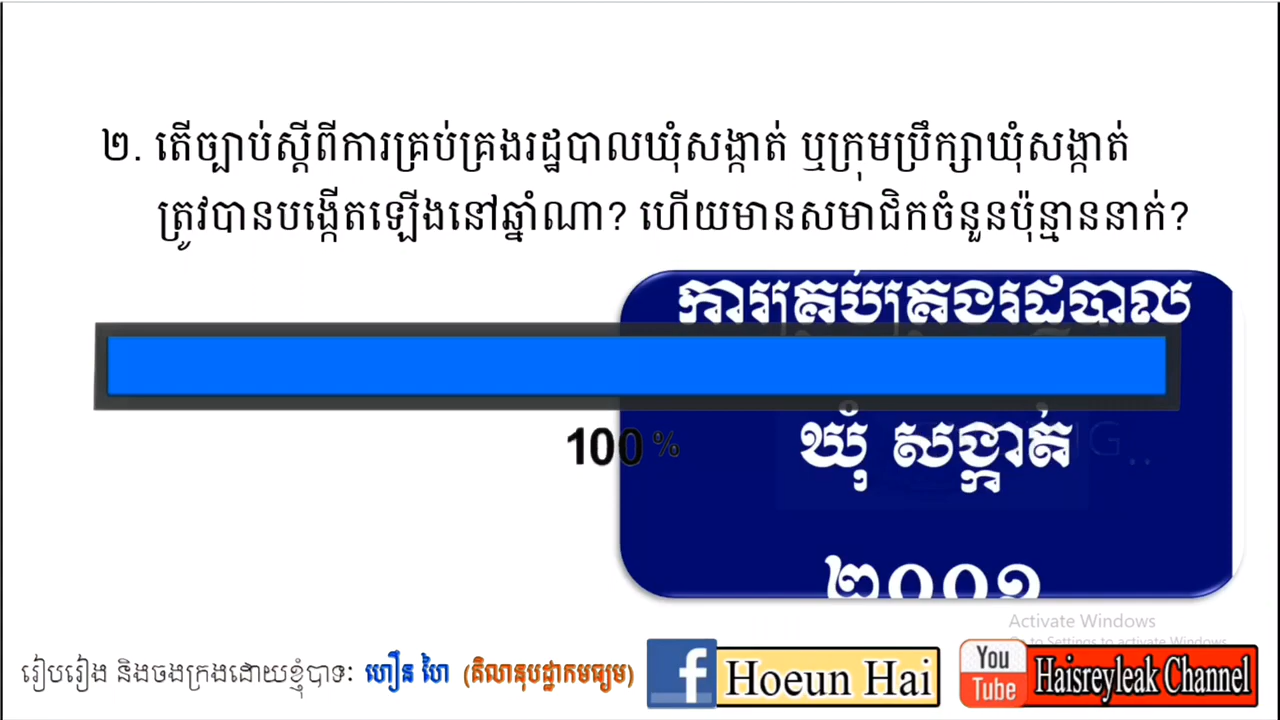 ២. តើច្បាប់ស្តីពីការគ្រប់គ្រងរដ្ឋបាលឃុំសង្កាត់ ឬក្រុមប្រឹក្សាឃុំសង្កាត់
ត្រូវបានបង្កើតឡើងនៅឆ្នាំណា? ហើយមានសមាជិកចំនួនប៉ុន្មាននាក់?
ការគ្រប់គ្រងរដ្ឋបាល
ឃុំ សង្កាត់
100%
២០០១
Activate Windows
Go to Settings to activate Windows.
រៀបរៀង និងចងក្រងដោយខ្ញុំបាទ: ហឿន ហៃ (គិលានុបដ្ឋាកមធ្យម)
f Hoeun Hai
You Tube Haisreyleak Channel